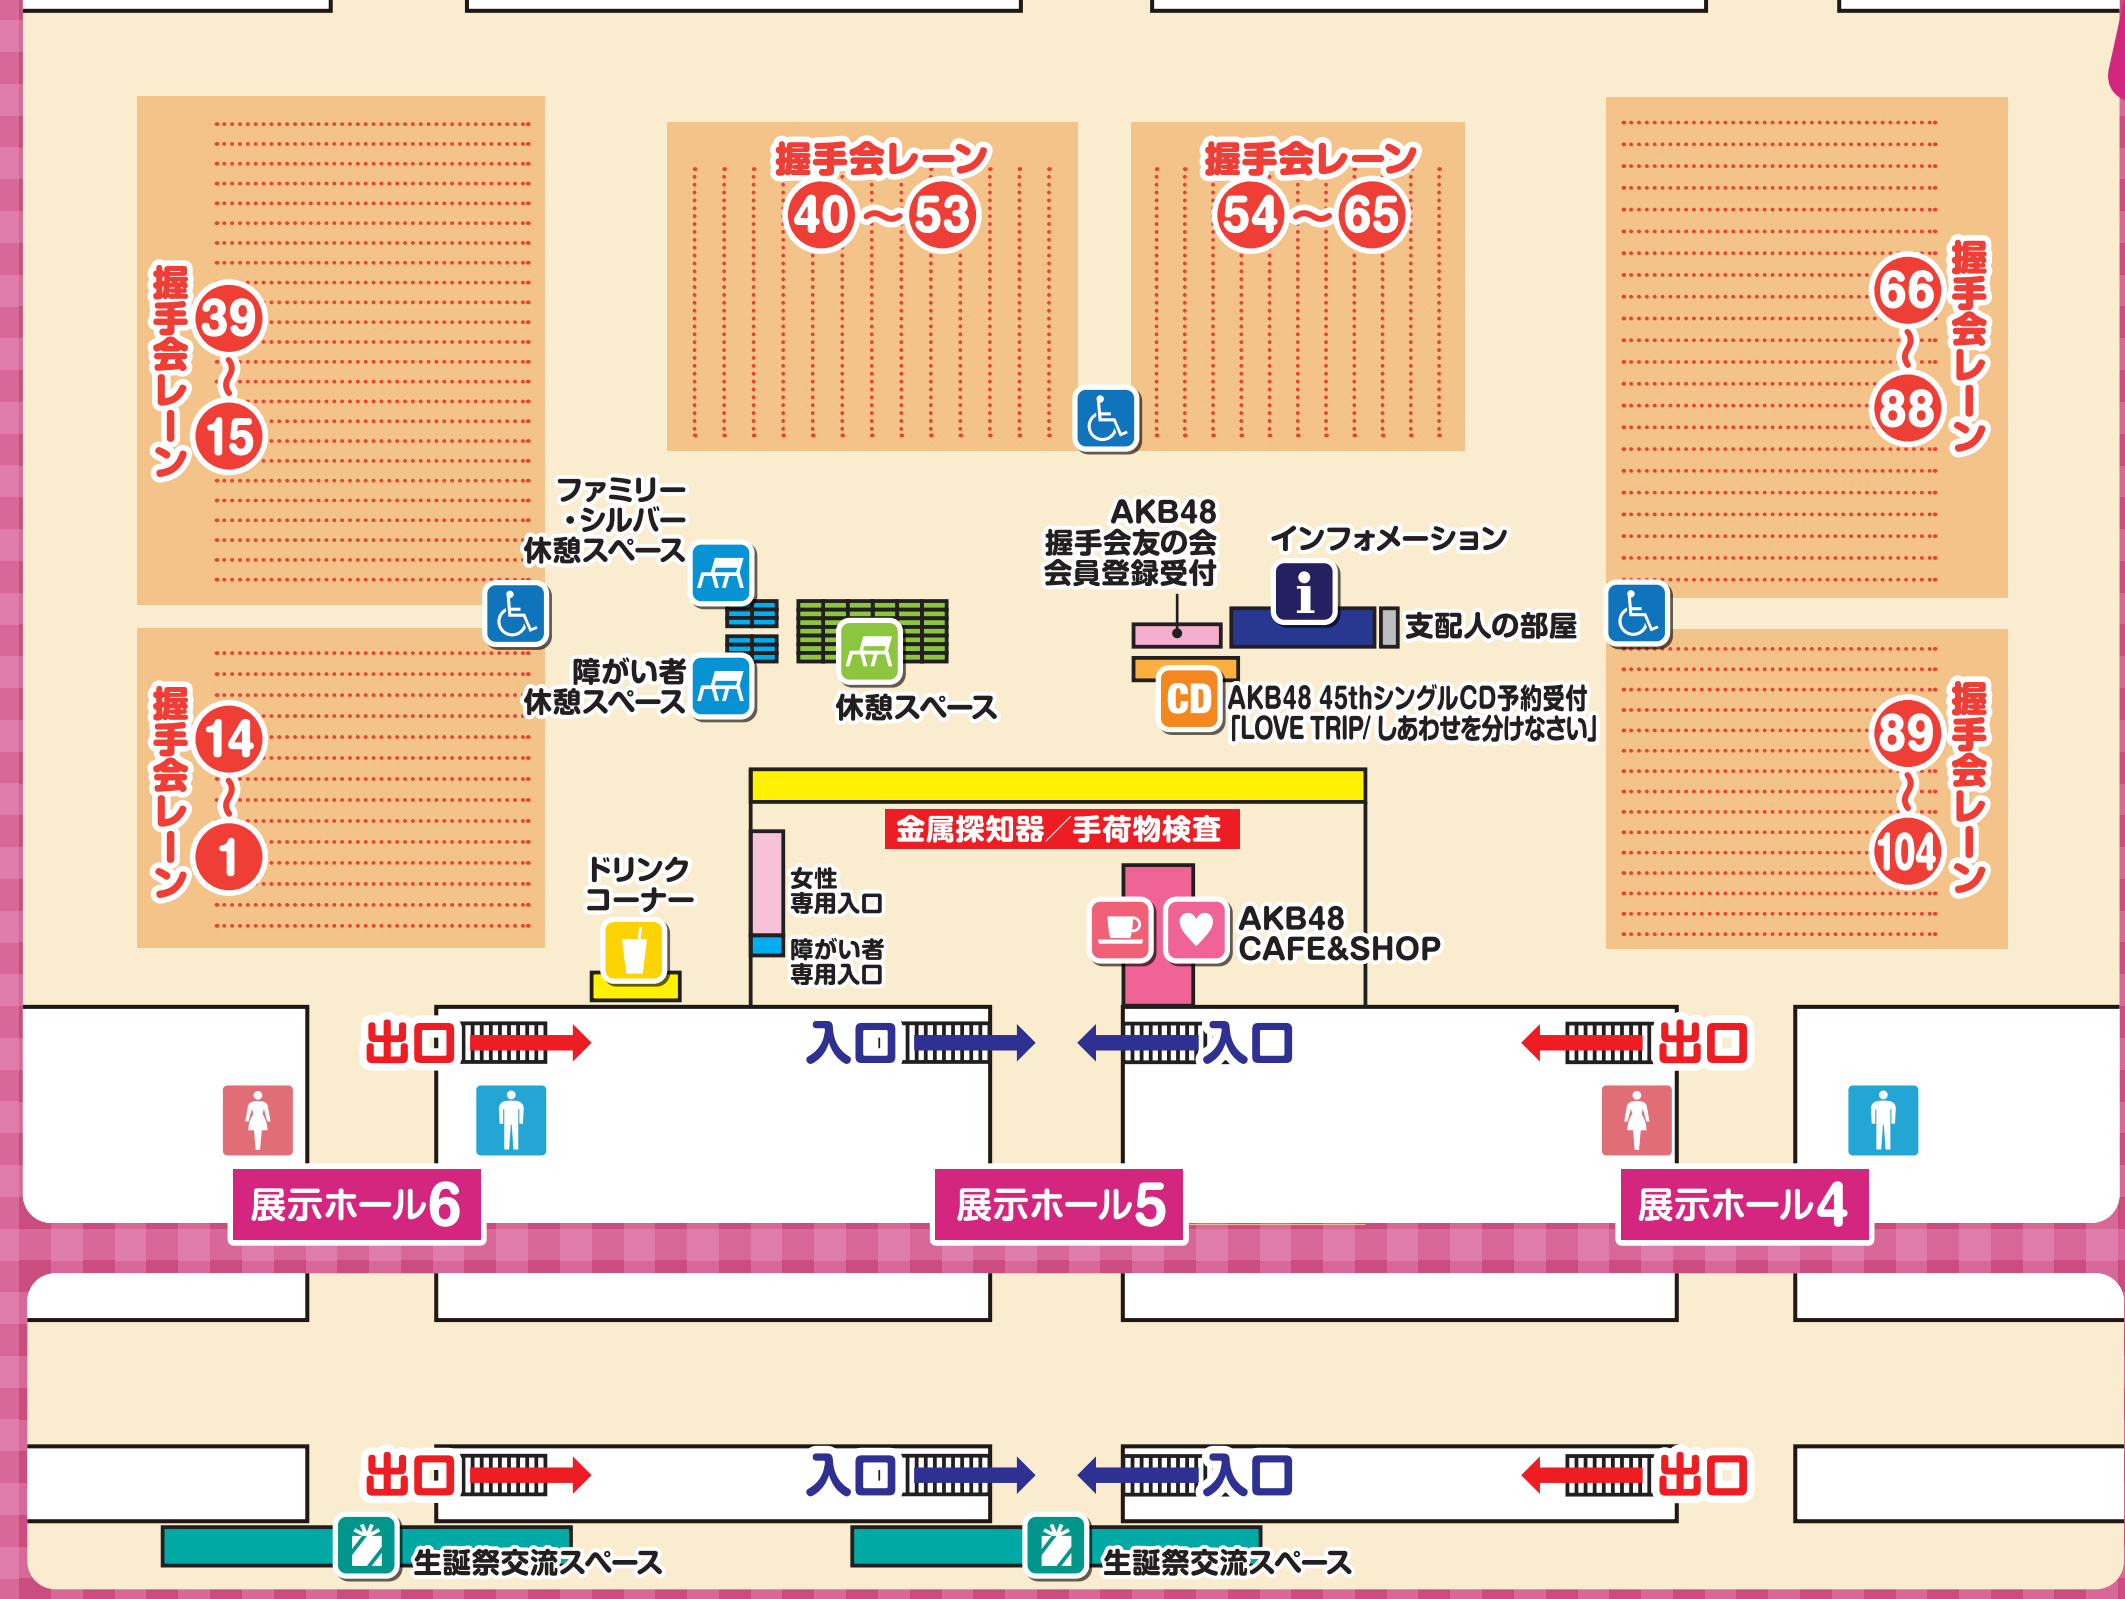 握手会レーン
40〜53
握手会レーン
54〜65
握手会レーン
39〜15
握手会レーン
66〜88
ファミリー
・シルバー
休憩スペース
AKB48
握手会友の会
会員登録受付
インフォメーション
i
支配人の部屋
障がい者
休憩スペース
休憩スペース
CD
AKB48 45thシングルCD予約受付
「LOVE TRIP/しあわせを分けなさい」
握手会レーン
14〜1
握手会レーン
89〜104
金属探知器／手荷物検査
ドリンク
コーナー
女性
専用入口
障がい者
専用入口
AKB48
CAFE&SHOP
出口
入口
入口
出口
展示ホール6
展示ホール5
展示ホール4
出口
入口
入口
出口
生誕祭交流スペース
生誕祭交流スペース